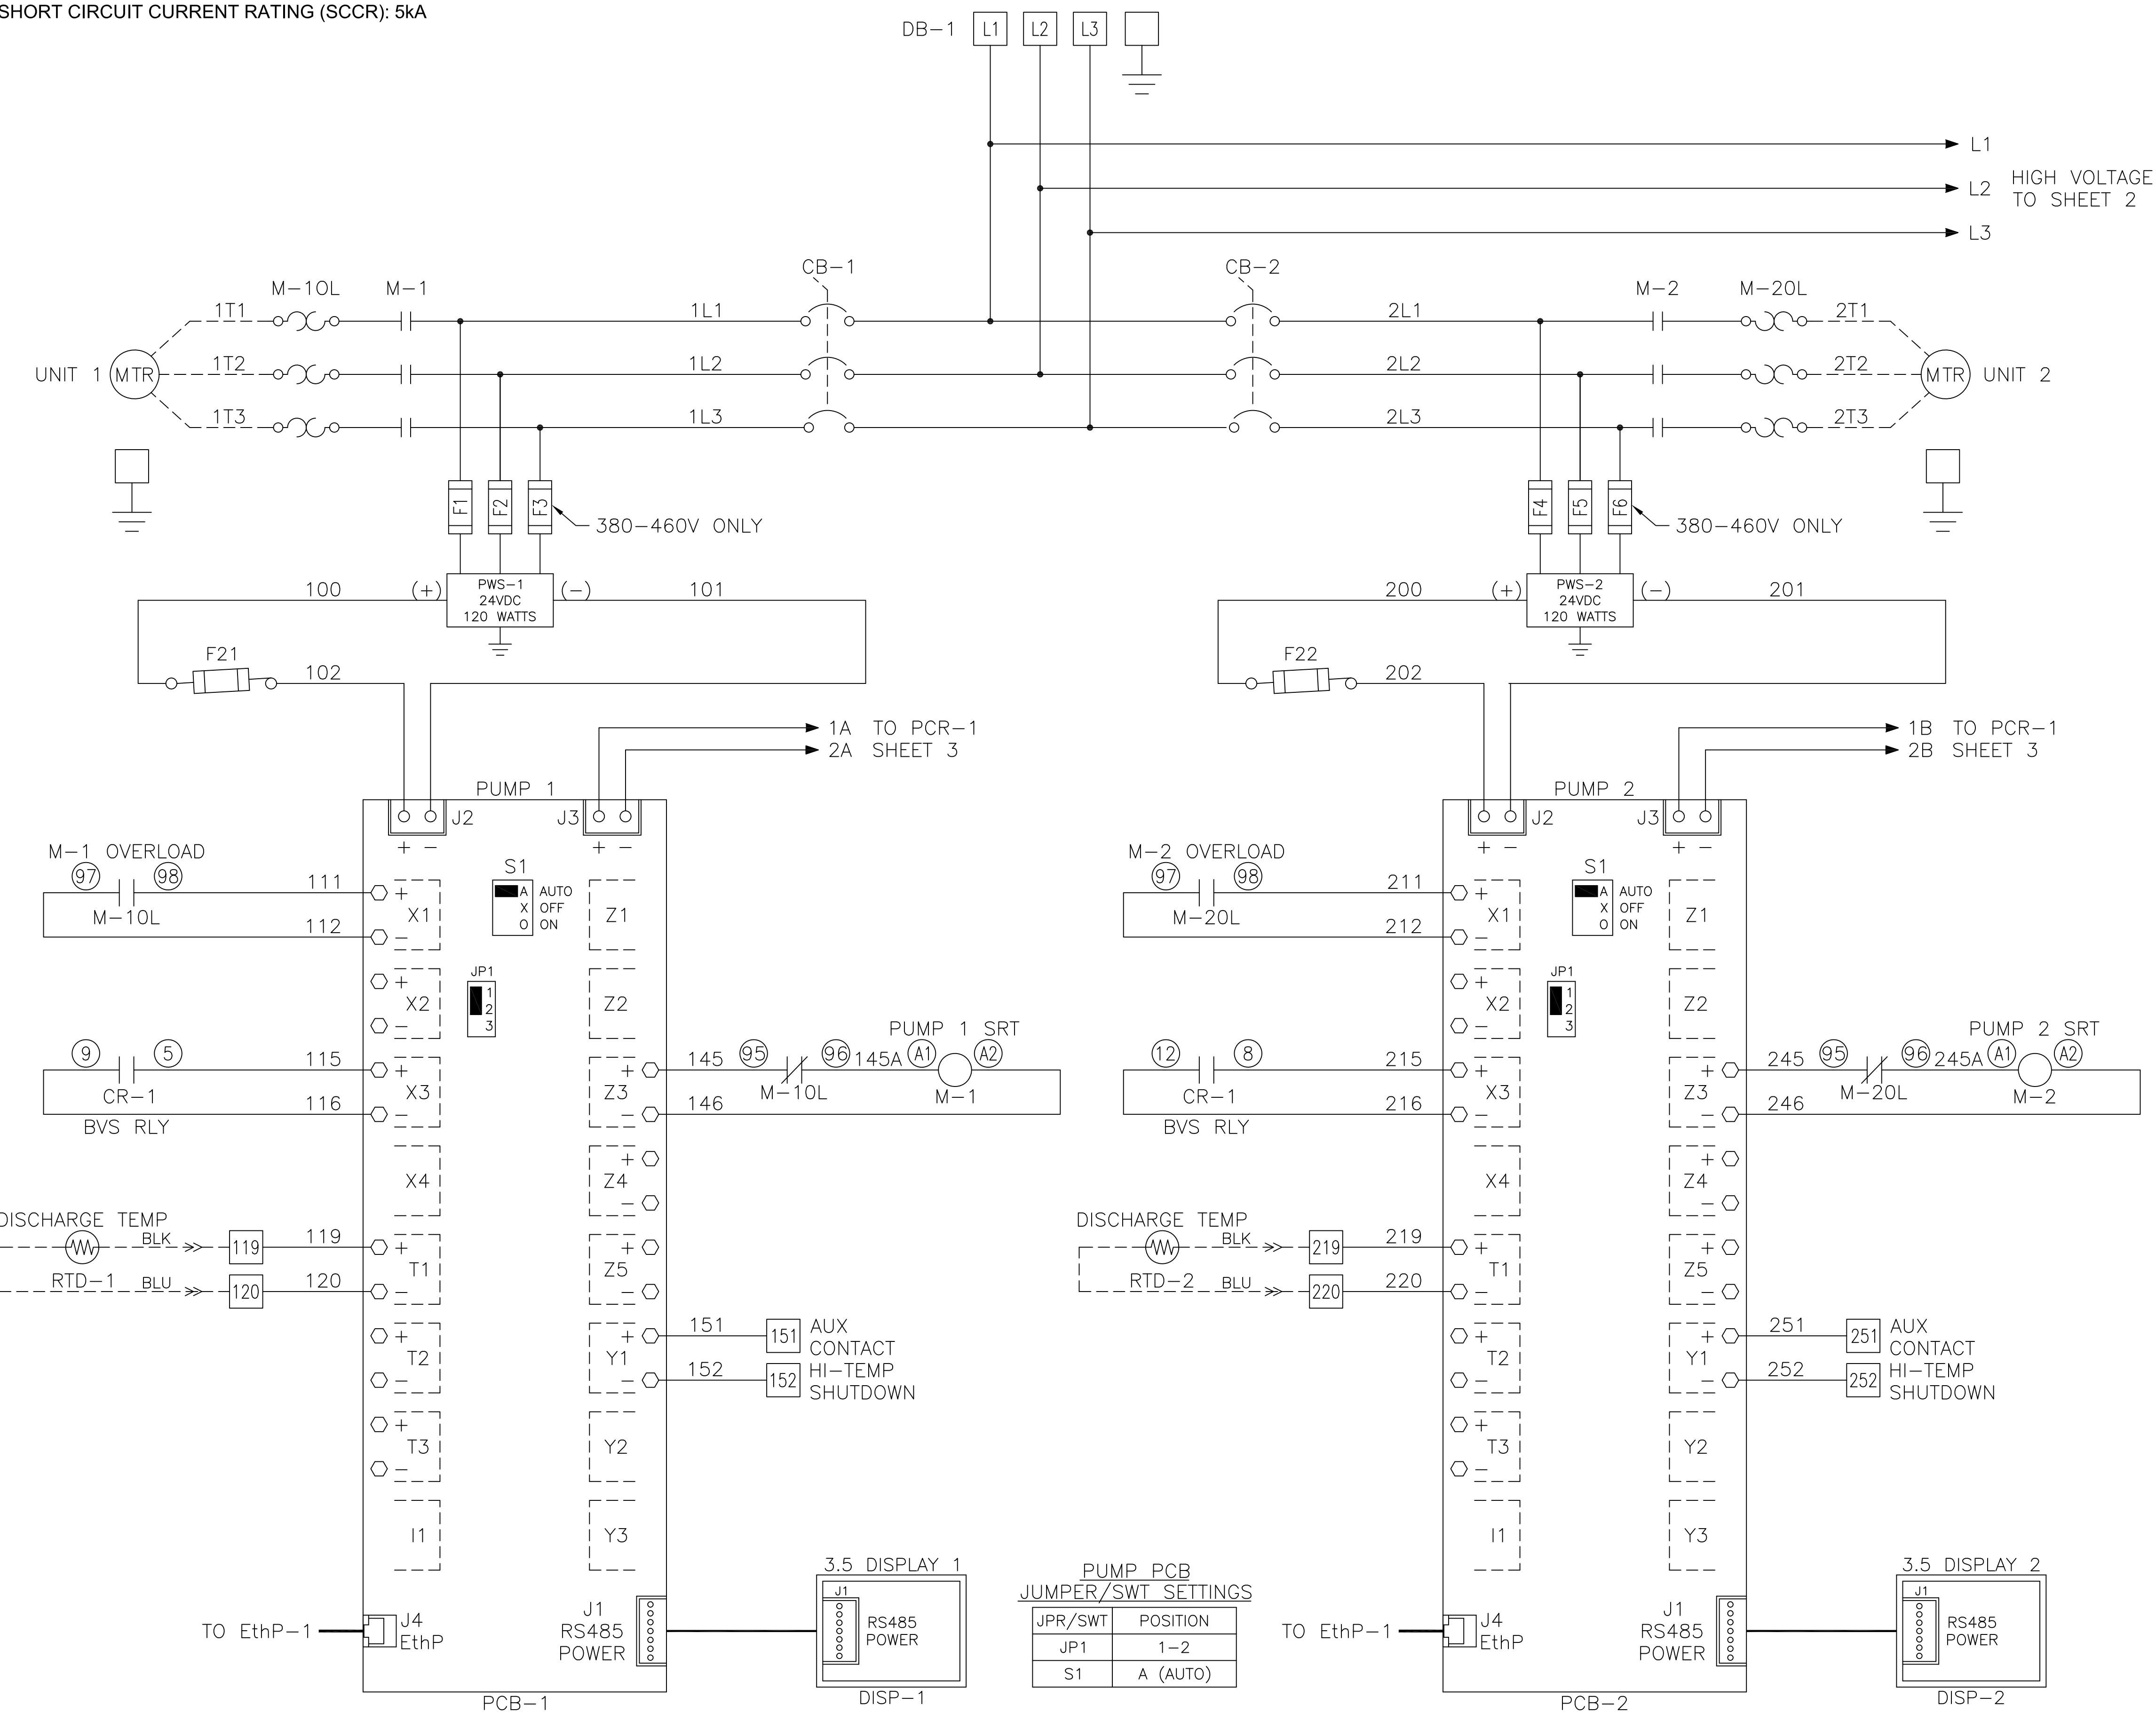 SHORT CIRCUIT CURRENT RATING (SCCR): 5kA
DB-1 L1 L2 L3
L1
L2 HIGH VOLTAGE
TO SHEET 2
L3
CB-1 CB-2
M-1OL M-1 M-2 M-2OL
1T1 1L1 2L1 2T1
UNIT 1 MTR 1T2 1L2 2L2 2T2 MTR UNIT 2
1T3 1L3 2L3 2T3
F1 F2 F3 380-460V ONLY
F4 F5 F6 380-460V ONLY
100 (+) PWS-1 (-) 101
24VDC
120 WATTS
200 (+) PWS-2 (-) 201
24VDC
120 WATTS
F21 102
F22 202
1A TO PCR-1
2A SHEET 3
1B TO PCR-1
2B SHEET 3
PUMP 1
J2 J3
+ - + -
M-1 OVERLOAD
97 98 111
M-1OL
112
+ X1 -
S1
A AUTO
X OFF
O ON
Z1
JP1
1
2
3
+ X2 -
Z2
9 5 115
CR-1
116
BVS RLY
+ X3 -
+ Z3 -
PUMP 1 SRT
145 95 96 145A A1 A2
M-1OL M-1
146
X4
+ Z4 -
DISCHARGE TEMP
BLK 119 119
RTD-1 BLU 120 120
+ T1 -
+ Z5 -
+ T2 -
+ Y1 -
151 151 AUX
CONTACT
152 152 HI-TEMP
SHUTDOWN
+ T3 -
Y2
I1
Y3
TO EthP-1 J4
EthP
J1
RS485
POWER
PCB-1
3.5 DISPLAY 1
J1
RS485
POWER
DISP-1
PUMP PCB
JUMPER/SWT SETTINGS
JPR/SWT POSITION
JP1 1-2
S1 A (AUTO)
PUMP 2
J2 J3
+ - + -
M-2 OVERLOAD
97 98 211
M-2OL
212
+ X1 -
S1
A AUTO
X OFF
O ON
Z1
JP1
1
2
3
+ X2 -
Z2
12 8 215
CR-1
216
BVS RLY
+ X3 -
+ Z3 -
PUMP 2 SRT
245 95 96 245A A1 A2
M-2OL M-2
246
X4
+ Z4 -
DISCHARGE TEMP
BLK 219 219
RTD-2 BLU 220 220
+ T1 -
+ Z5 -
+ T2 -
+ Y1 -
251 251 AUX
CONTACT
252 252 HI-TEMP
SHUTDOWN
+ T3 -
Y2
I1
Y3
TO EthP-1 J4
EthP
J1
RS485
POWER
PCB-2
3.5 DISPLAY 2
J1
RS485
POWER
DISP-2